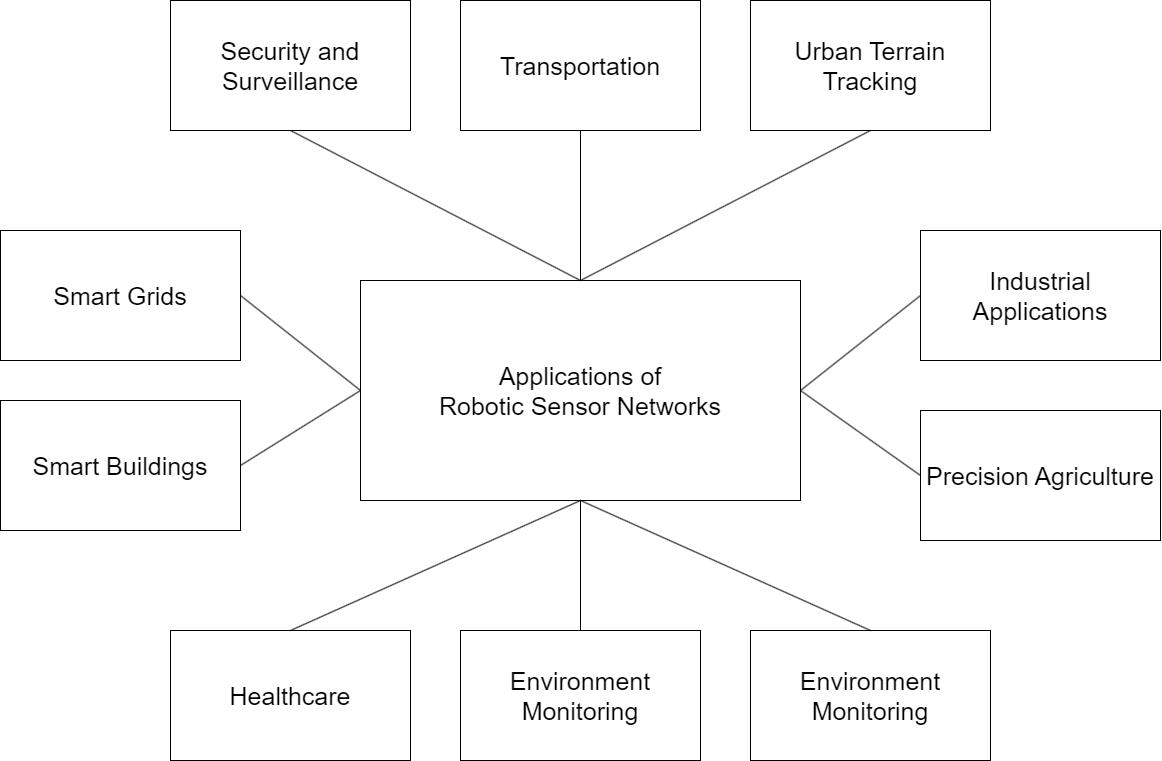 Security and
Surveillance
Transportation
Urban Terrain
Tracking
Smart Grids
Industrial
Applications
Applications of
Robotic Sensor Networks
Smart Buildings
Precision Agriculture
Healthcare
Environment
Monitoring
Environment
Monitoring